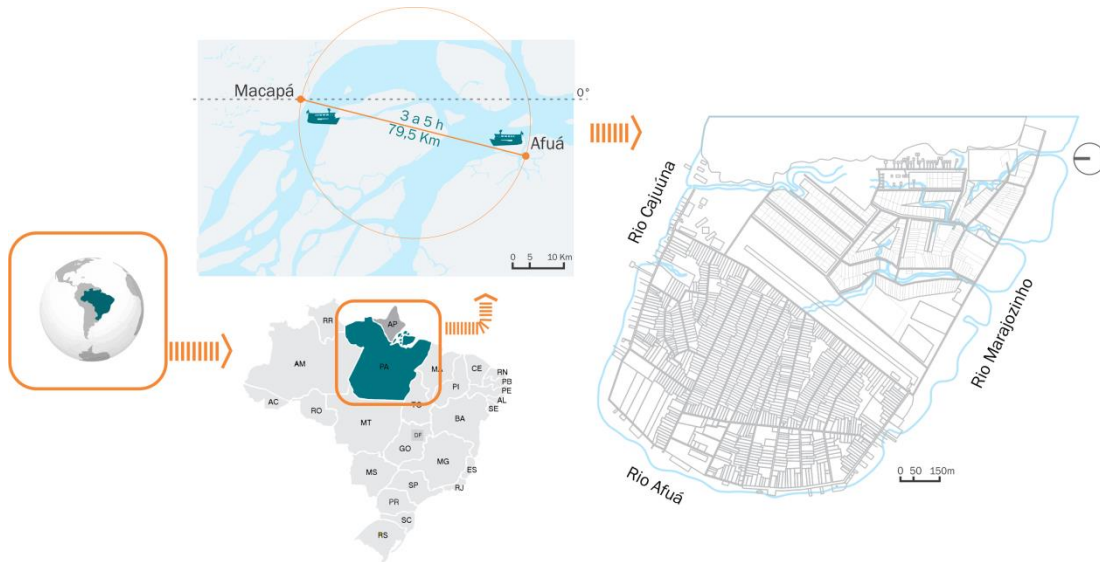 Macapá
0°
3 a 5 h
79,5 Km
Afuá
0 5 10 Km
RR
AP
AM
PA
MA
CE
RN
PB
PE
AL
SE
PI
AC
RO
TO
BA
MT
DF
GO
MG
ES
MS
SP
RJ
PR
SC
RS
Rio Cajuúna
Rio Marajozinho
Rio Afuá
0 50 150m